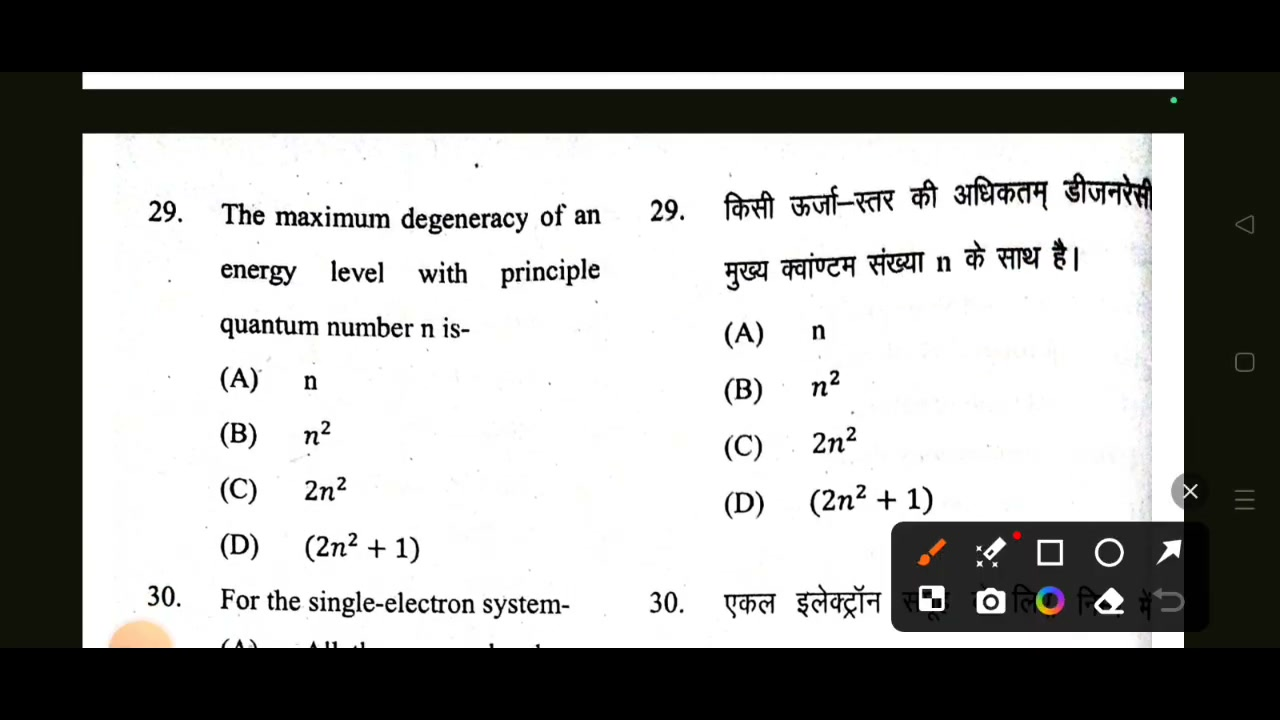 29. The maximum degeneracy of an
energy level with principle
quantum number n is-
(A) n
(B) n²
(C) 2n²
(D) (2n² + 1)
30. For the single-electron system-
29. किसी ऊर्जा–स्तर की अधिकतम् डीजनरेसी
मुख्य क्वांण्टम संख्या n के साथ है।
(A) n
(B) n²
(C) 2n²
(D) (2n² + 1)
30. एकल इलेक्ट्रॉन